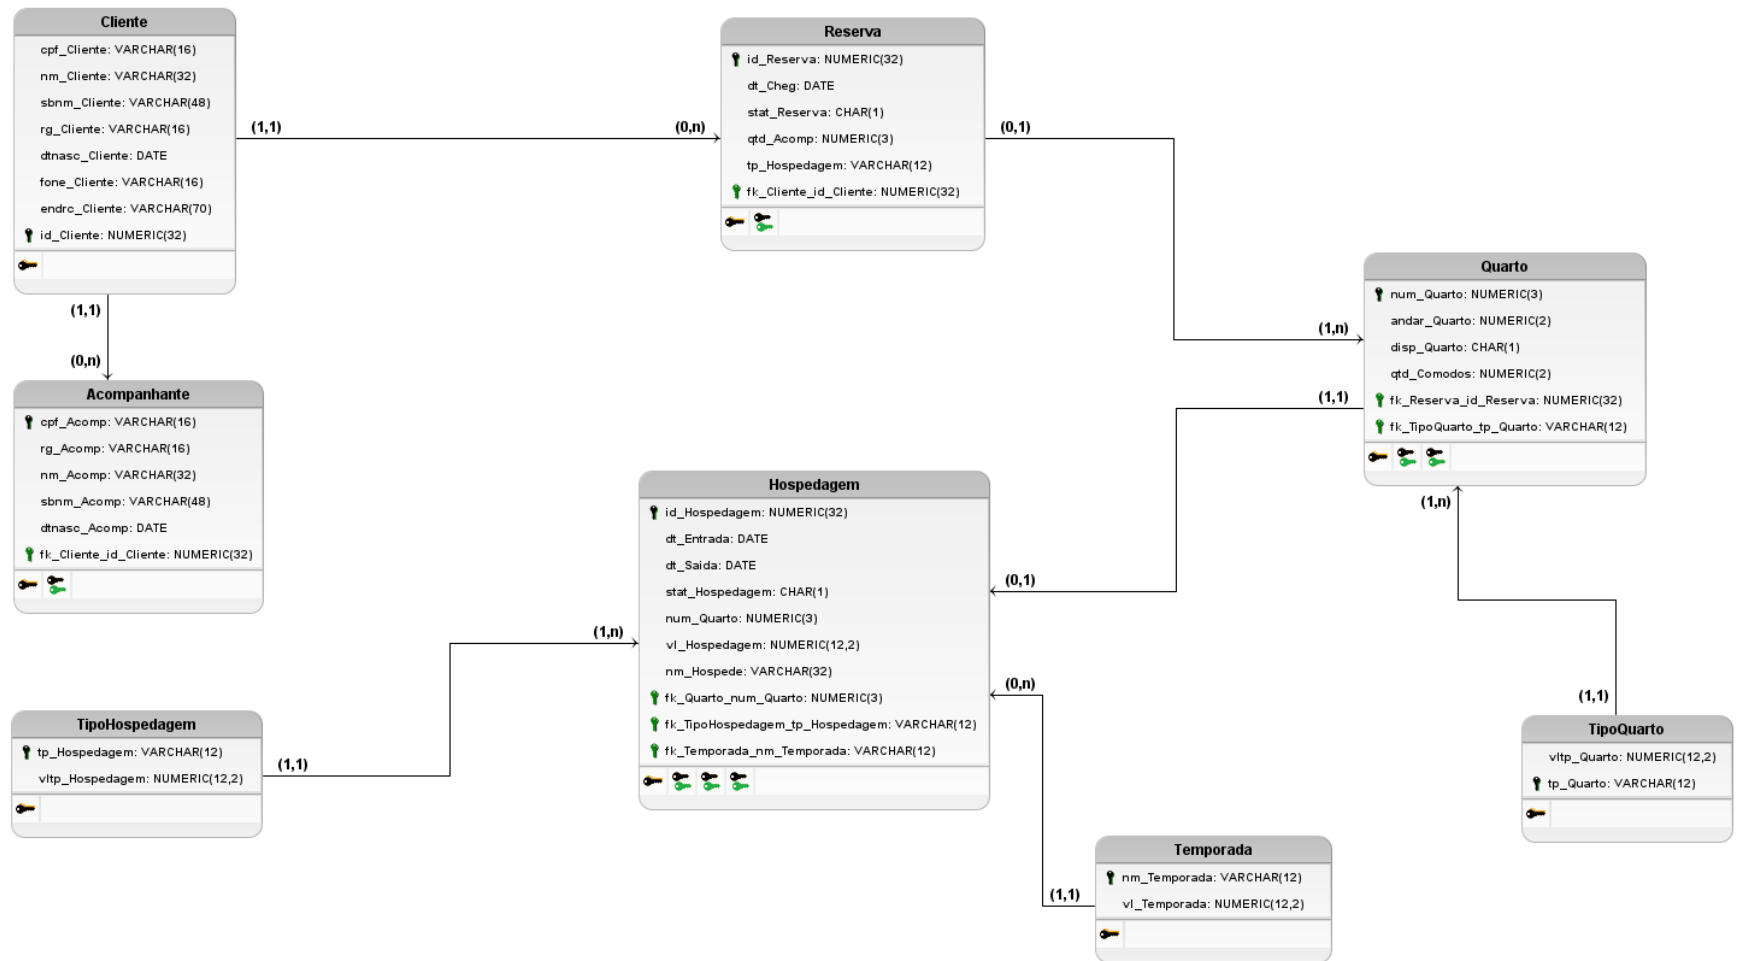 Cliente
cpf_Cliente: VARCHAR(16)
nm_Cliente: VARCHAR(32)
sbnm_Cliente: VARCHAR(48)
rg_Cliente: VARCHAR(16)
dtnasc_Cliente: DATE
fone_Cliente: VARCHAR(16)
endrc_Cliente: VARCHAR(70)
id_Cliente: NUMERIC(32)
(1,1)
(0,n)
Reserva
id_Reserva: NUMERIC(32)
dt_Cheg: DATE
stat_Reserva: CHAR(1)
qtd_Acomp: NUMERIC(3)
tp_Hospedagem: VARCHAR(12)
fk_Cliente_id_Cliente: NUMERIC(32)
(0,1)
(1,n)
Quarto
num_Quarto: NUMERIC(3)
andar_Quarto: NUMERIC(2)
disp_Quarto: CHAR(1)
qtd_Comodos: NUMERIC(2)
fk_Reserva_id_Reserva: NUMERIC(32)
fk_TipoQuarto_tp_Quarto: VARCHAR(12)
(1,1)
(0,n)
Acompanhante
cpf_Acomp: VARCHAR(16)
rg_Acomp: VARCHAR(16)
nm_Acomp: VARCHAR(32)
sbnm_Acomp: VARCHAR(48)
dtnasc_Acomp: DATE
fk_Cliente_id_Cliente: NUMERIC(32)
(1,1)
(0,1)
Hospedagem
id_Hospedagem: NUMERIC(32)
dt_Entrada: DATE
dt_Saida: DATE
stat_Hospedagem: CHAR(1)
num_Quarto: NUMERIC(3)
vl_Hospedagem: NUMERIC(12,2)
nm_Hospede: VARCHAR(32)
fk_Quarto_num_Quarto: NUMERIC(3)
fk_TipoHospedagem_tp_Hospedagem: VARCHAR(12)
fk_Temporada_nm_Temporada: VARCHAR(12)
(1,n)
(1,n)
(0,n)
(1,1)
TipoHospedagem
tp_Hospedagem: VARCHAR(12)
vltp_Hospedagem: NUMERIC(12,2)
(1,1)
TipoQuarto
vltp_Quarto: NUMERIC(12,2)
tp_Quarto: VARCHAR(12)
Temporada
nm_Temporada: VARCHAR(12)
vl_Temporada: NUMERIC(12,2)
(1,1)